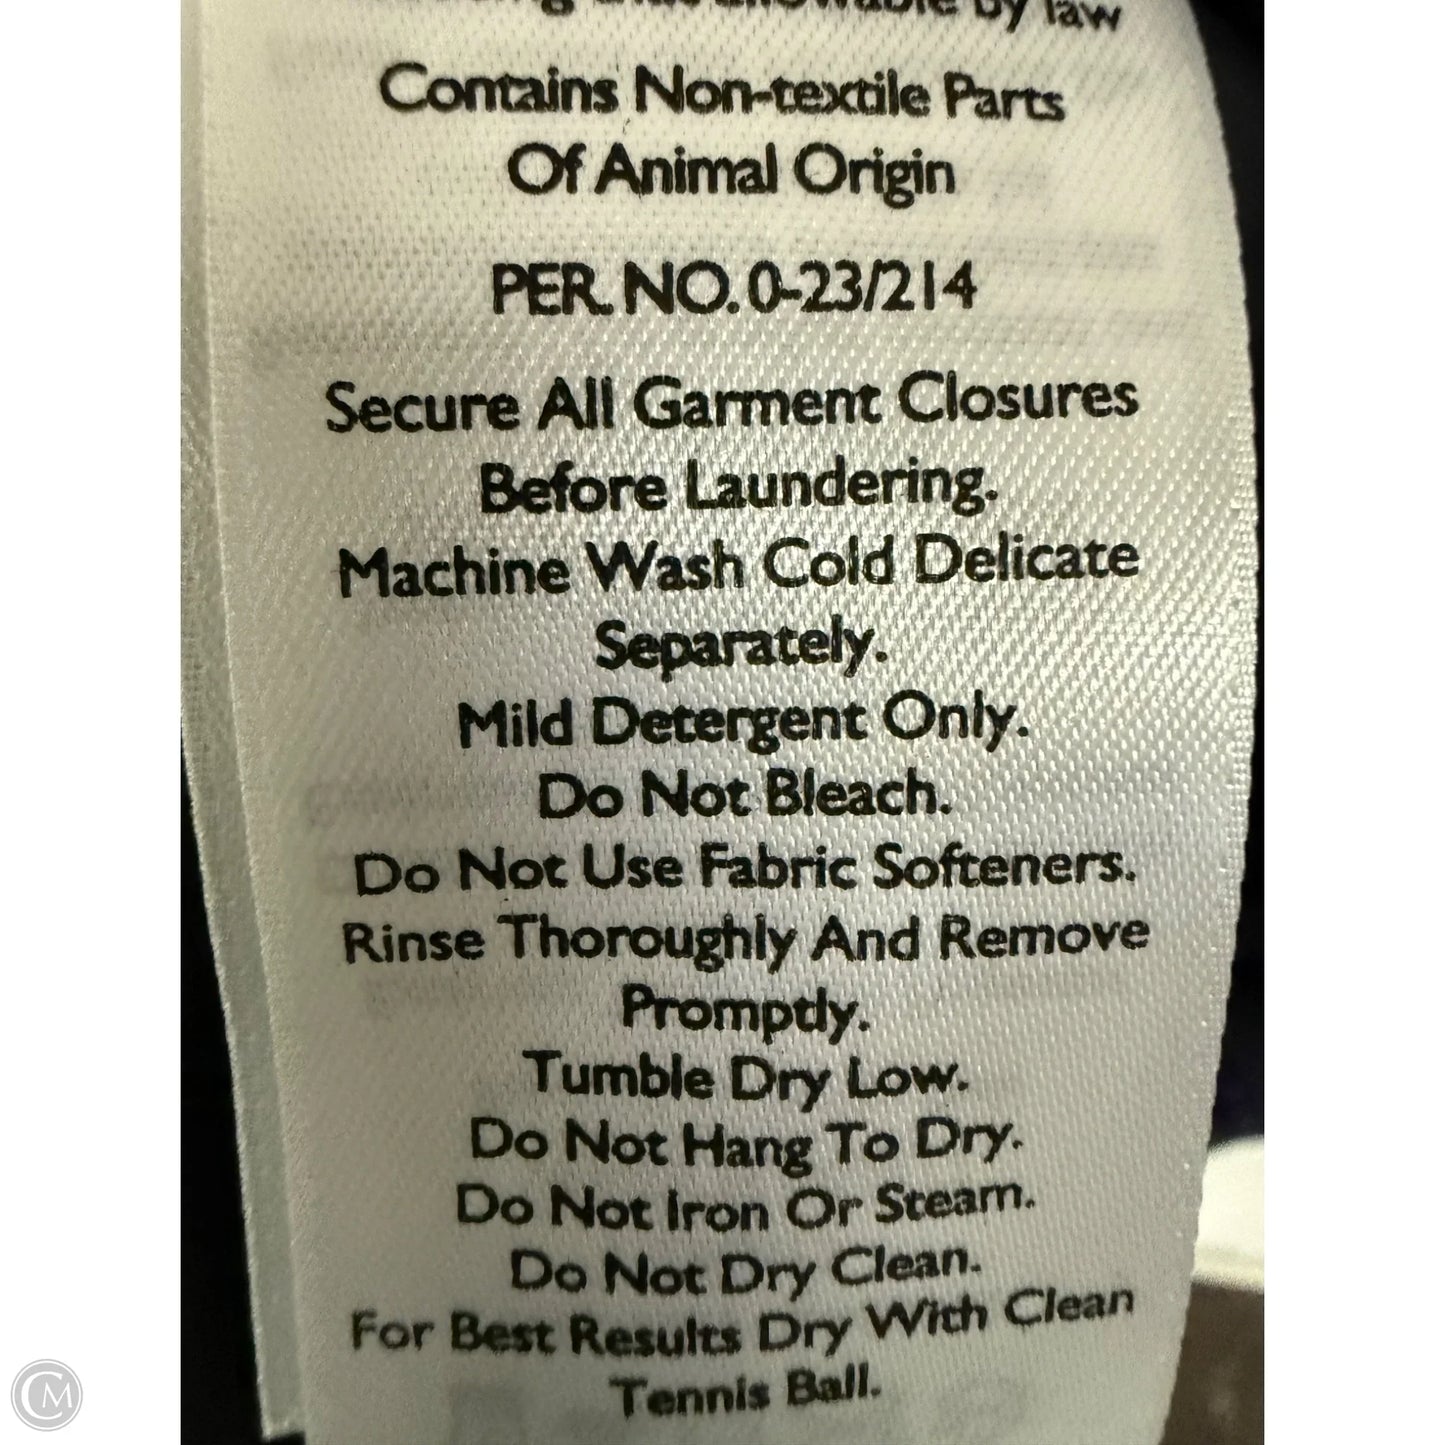 by law
Contains Non-textile Parts
Of Animal Origin
PER. NO. 0-23/214
Secure All Garment Closures
Before Laundering.
Machine Wash Cold Delicate
Separately.
Mild Detergent Only.
Do Not Bleach.
Do Not Use Fabric Softeners.
Rinse Thoroughly And Remove
Promptly.
Tumble Dry Low.
Do Not Hang To Dry.
Do Not Iron Or Steam.
Do Not Dry Clean.
For Best Results Dry With Clean
Tennis Ball.
CM